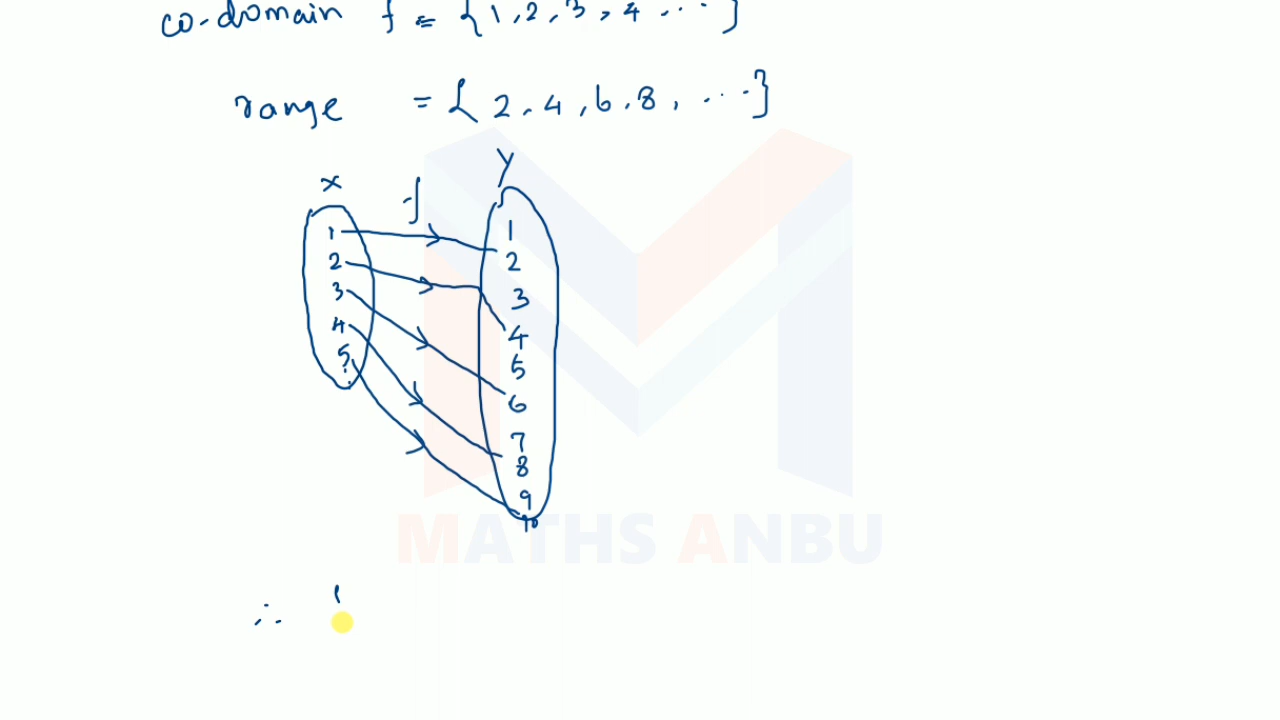 co-domain f = {1, 2, 3, 4 ...}
range = { 2, 4, 6, 8, ...}
x f y
1 1
2 2
3 3
4 4
5 5
6
7
8
9
10
MATHS ANBU
∴